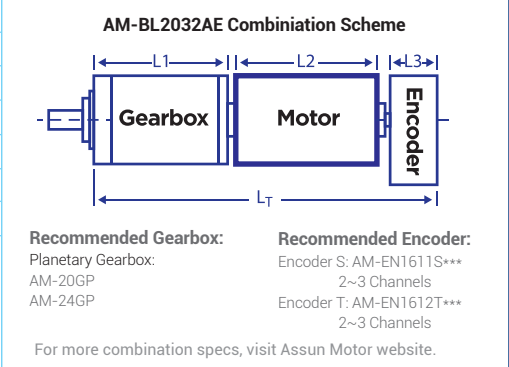 AM-BL2032AE Combiniation Scheme
L1 L2 L3
Gearbox Motor Encoder
LT
Recommended Gearbox:
Planetary Gearbox:
AM-20GP
AM-24GP
Recommended Encoder:
Encoder S: AM-EN1611S***
2~3 Channels
Encoder T: AM-EN1612T***
2~3 Channels
For more combination specs, visit Assun Motor website.